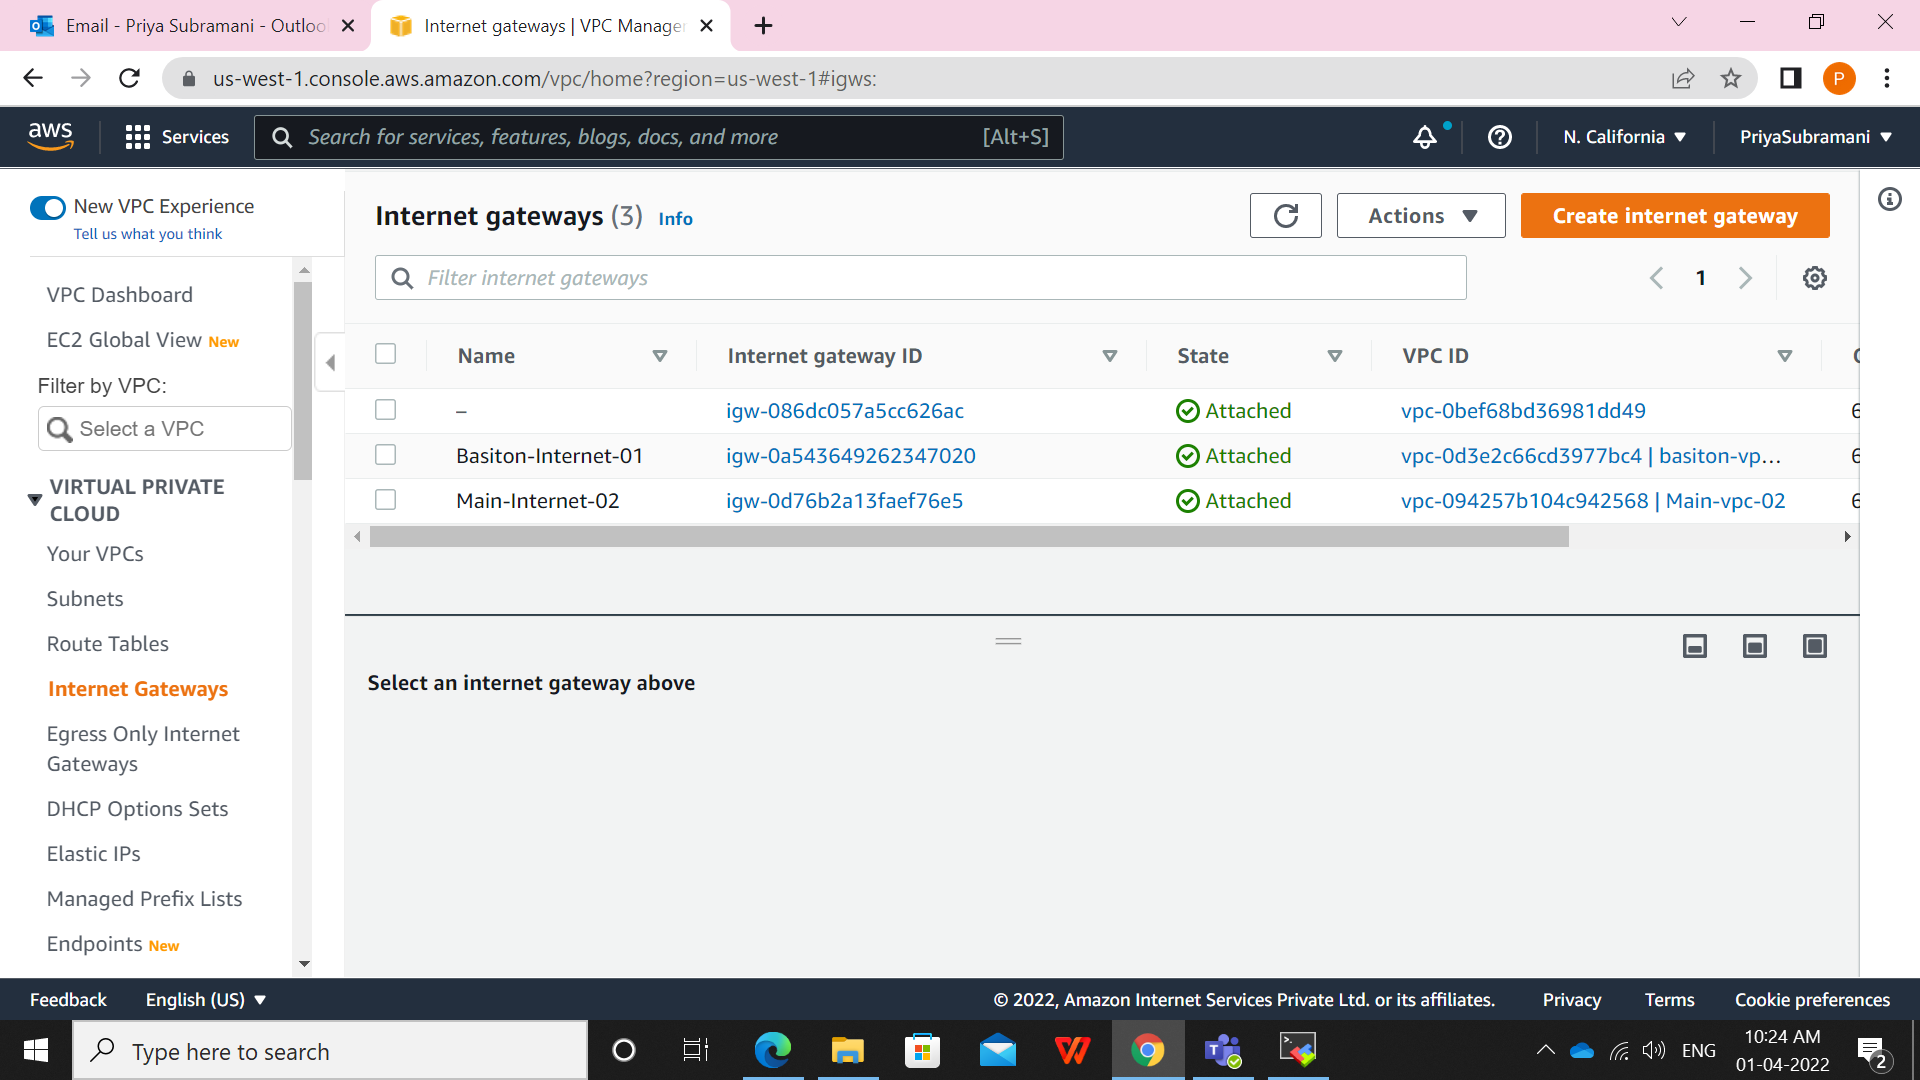 Email - Priya Subramani - Outloo
Internet gateways | VPC Manager
us-west-1.console.aws.amazon.com/vpc/home?region=us-west-1#igws:
P
aws
Services
Search for services, features, blogs, docs, and more
[Alt+S]
N. California
PriyaSubramani
New VPC Experience
Tell us what you think
VPC Dashboard
EC2 Global View New
Filter by VPC:
Select a VPC
VIRTUAL PRIVATE
CLOUD
Your VPCs
Subnets
Route Tables
Internet Gateways
Egress Only Internet
Gateways
DHCP Options Sets
Elastic IPs
Managed Prefix Lists
Endpoints New
Internet gateways (3) Info
Actions
Create internet gateway
Filter internet gateways
1
Name Internet gateway ID State VPC ID
– igw-086dc057a5cc626ac Attached vpc-0bef68bd36981dd49 6
Basiton-Internet-01 igw-0a543649262347020 Attached vpc-0d3e2c66cd3977bc4 | basiton-vp... 6
Main-Internet-02 igw-0d76b2a13faef76e5 Attached vpc-094257b104c942568 | Main-vpc-02 6
Select an internet gateway above
Feedback
English (US)
© 2022, Amazon Internet Services Private Ltd. or its affiliates.
Privacy
Terms
Cookie preferences
Type here to search
ENG
10:24 AM
01-04-2022
2